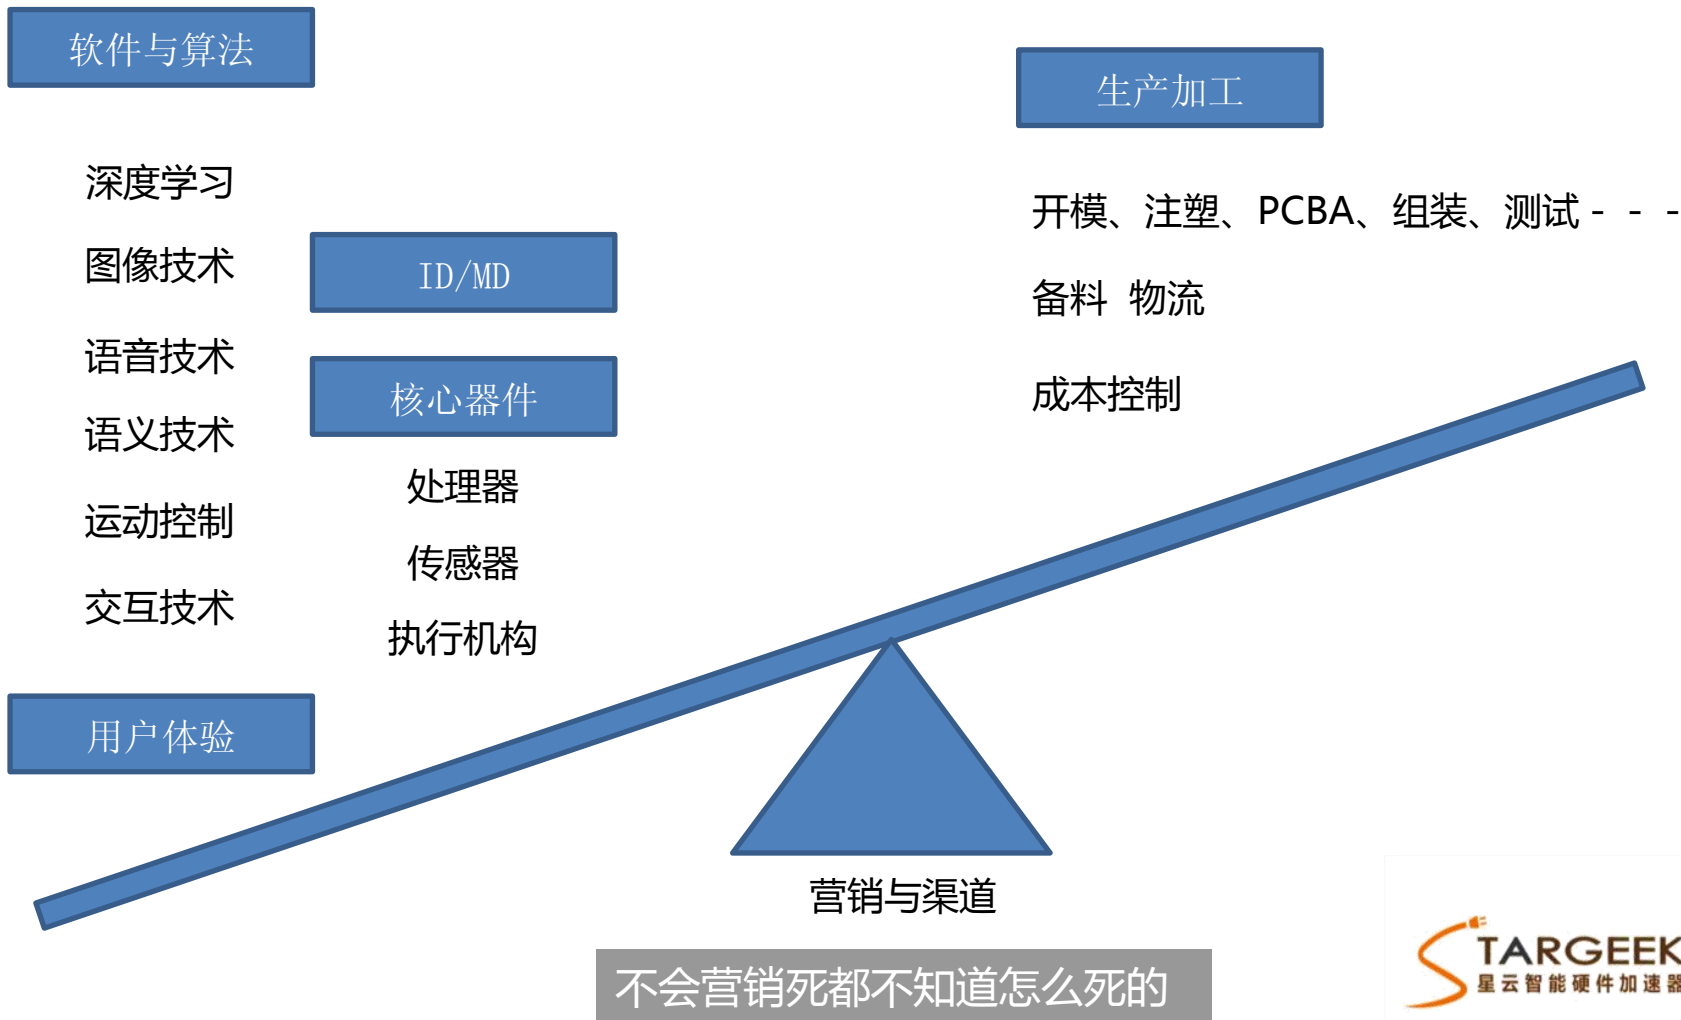 软件与算法
深度学习
图像技术
语音技术
语义技术
运动控制
交互技术
用户体验
ID/MD
核心器件
处理器
传感器
执行机构
生产加工
开模、注塑、PCBA、组装、测试- - -
备料 物流
成本控制
营销与渠道
不会营销死都不知道怎么死的
STARGEEK
星云智能硬件加速器